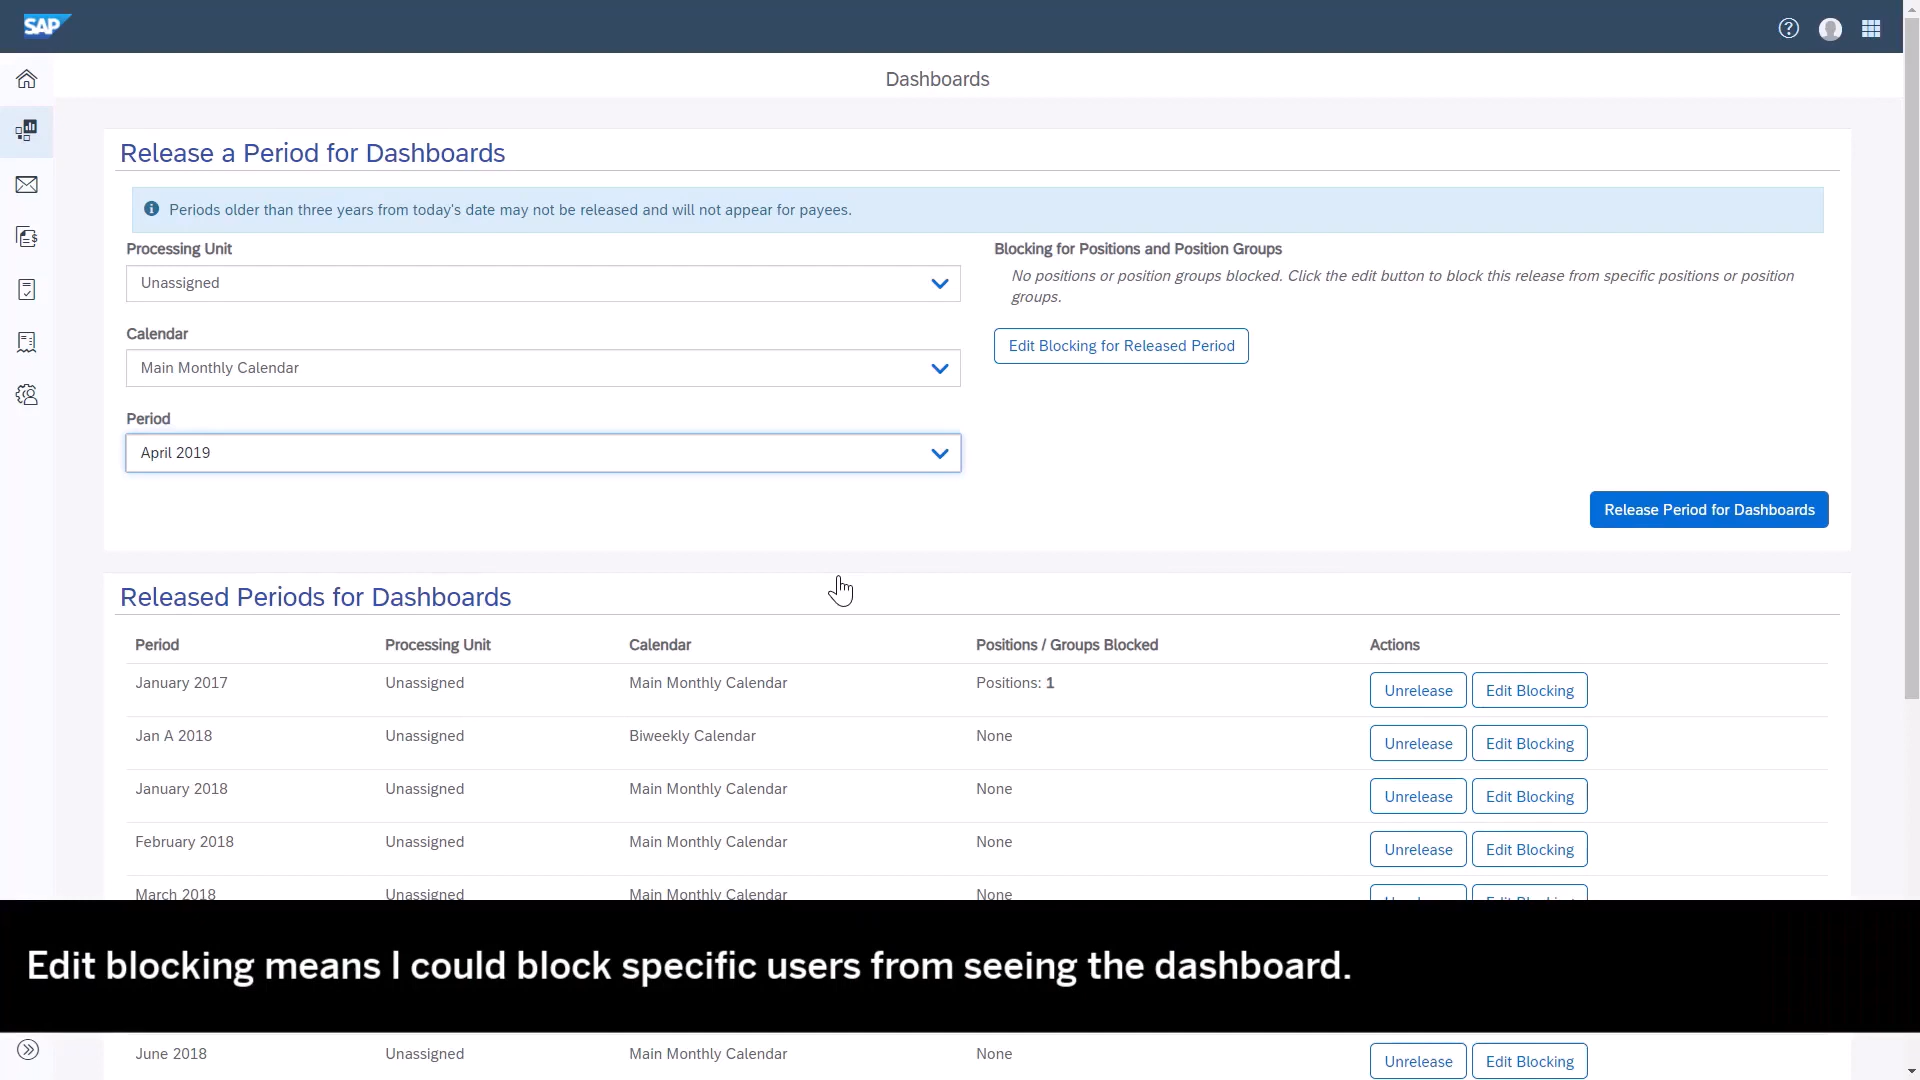 SAP
Dashboards
Release a Period for Dashboards
Periods older than three years from today's date may not be released and will not appear for payees.
Processing Unit
Unassigned
Calendar
Main Monthly Calendar
Period
April 2019
Blocking for Positions and Position Groups
No positions or position groups blocked. Click the edit button to block this release from specific positions or position
groups.
Edit Blocking for Released Period
Release Period for Dashboards
Released Periods for Dashboards
Period Processing Unit Calendar Positions / Groups Blocked Actions
January 2017 Unassigned Main Monthly Calendar Positions: 1 Unrelease Edit Blocking
Jan A 2018 Unassigned Biweekly Calendar None Unrelease Edit Blocking
January 2018 Unassigned Main Monthly Calendar None Unrelease Edit Blocking
February 2018 Unassigned Main Monthly Calendar None Unrelease Edit Blocking
March 2018 Unassigned Main Monthly Calendar None
Edit blocking means I could block specific users from seeing the dashboard.
June 2018 Unassigned Main Monthly Calendar None Unrelease Edit Blocking